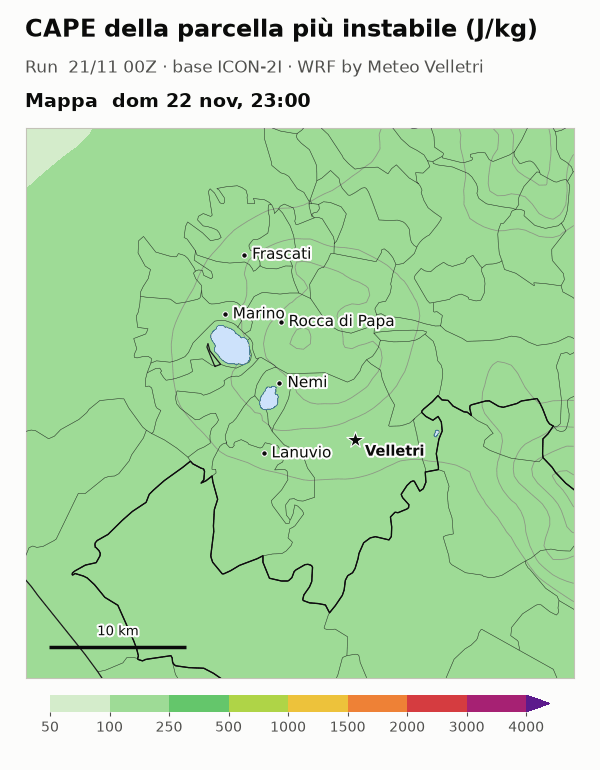 CAPE della parcella più instabile (J/kg)
Run  21/11 00Z · base ICON-2I · WRF by Meteo Velletri
Mappa  dom 22 nov, 23:00
Frascati
Marino
Rocca di Papa
Nemi
Velletri
Lanuvio
10 km
50 100 250 500 1000 1500 2000 3000 4000